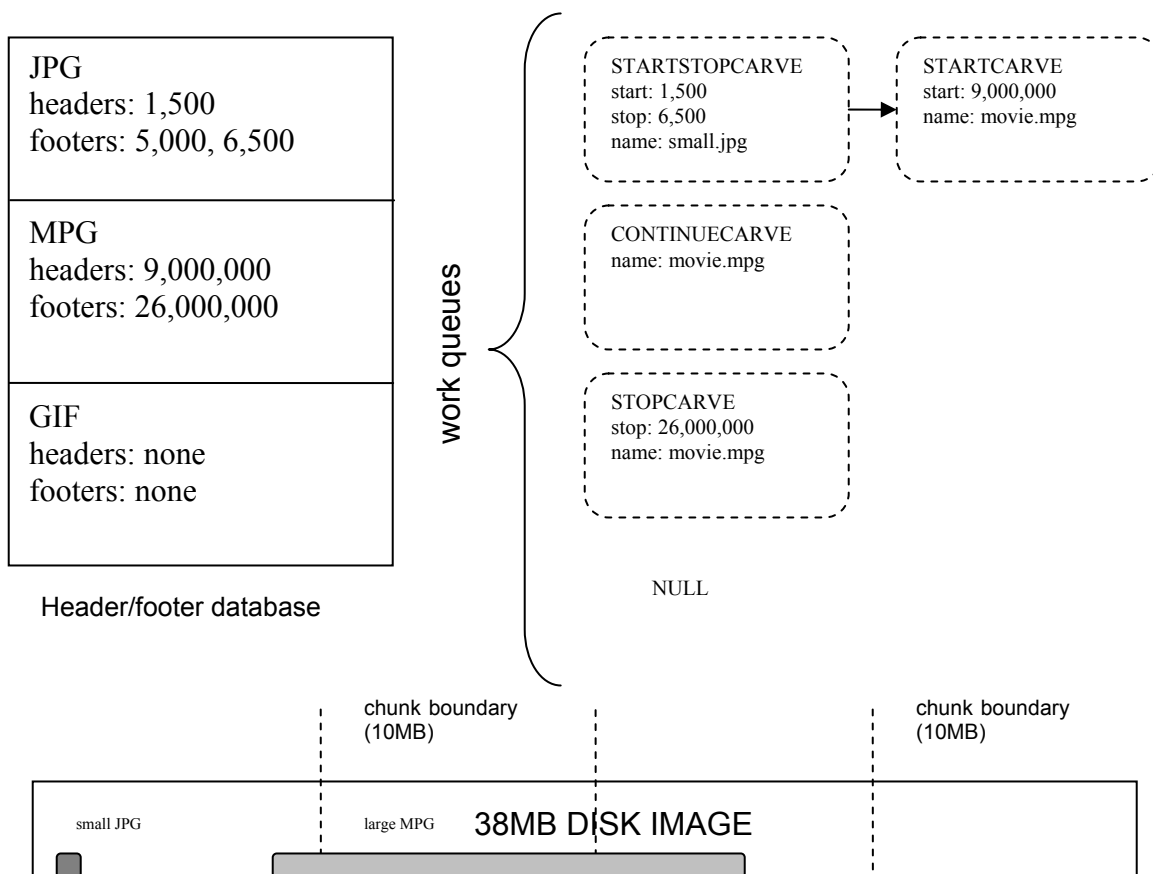 JPG
headers: 1,500
footers: 5,000, 6,500
MPG
headers: 9,000,000
footers: 26,000,000
GIF
headers: none
footers: none
Header/footer database
work queues
STARTSTOPCARVE
start: 1,500
stop: 6,500
name: small.jpg
STARTCARVE
start: 9,000,000
name: movie.mpg
CONTINUECARVE
name: movie.mpg
STOPCARVE
stop: 26,000,000
name: movie.mpg
NULL
chunk boundary
(10MB)
chunk boundary
(10MB)
small JPG
large MPG
38MB DISK IMAGE